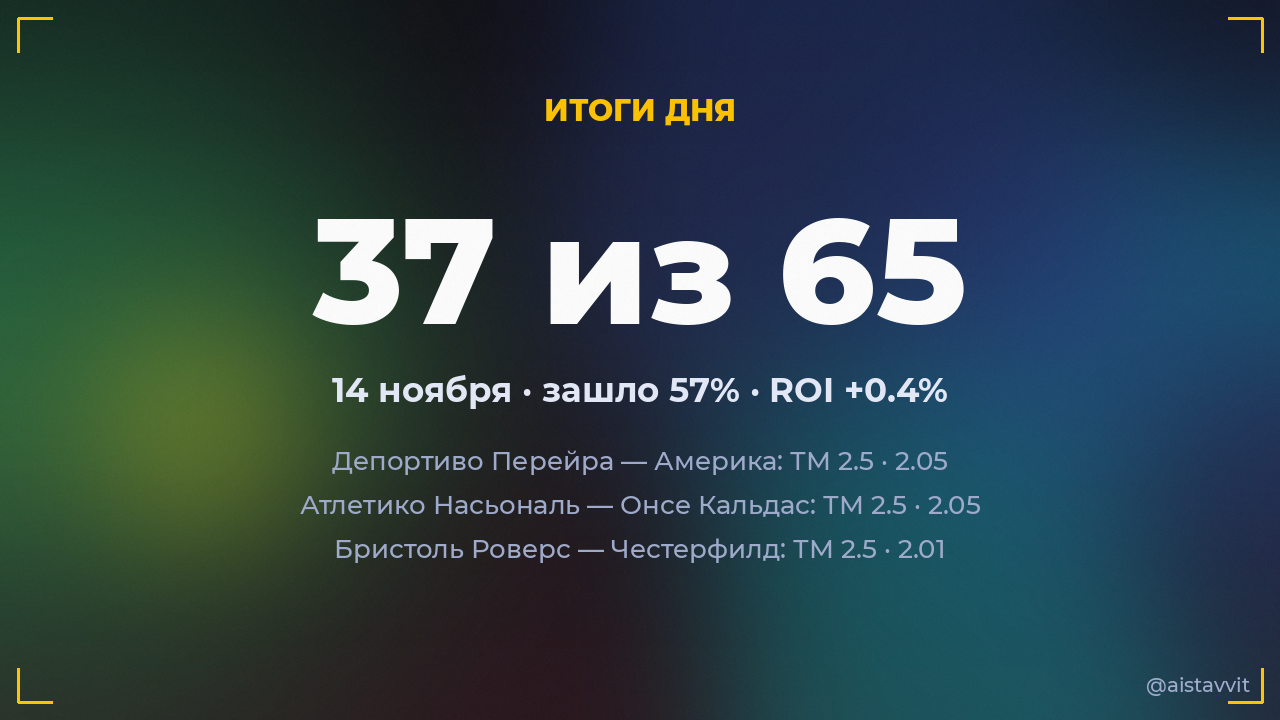 ИТОГИ ДНЯ
37 из 65
14 ноября · зашло 57% · ROI +0.4%
Депортиво Перейра — Америка: ТМ 2.5 · 2.05
Атлетико Насьональ — Онсе Кальдас: ТМ 2.5 · 2.05
Бристоль Роверс — Честерфилд: ТМ 2.5 · 2.01
@aistavvit